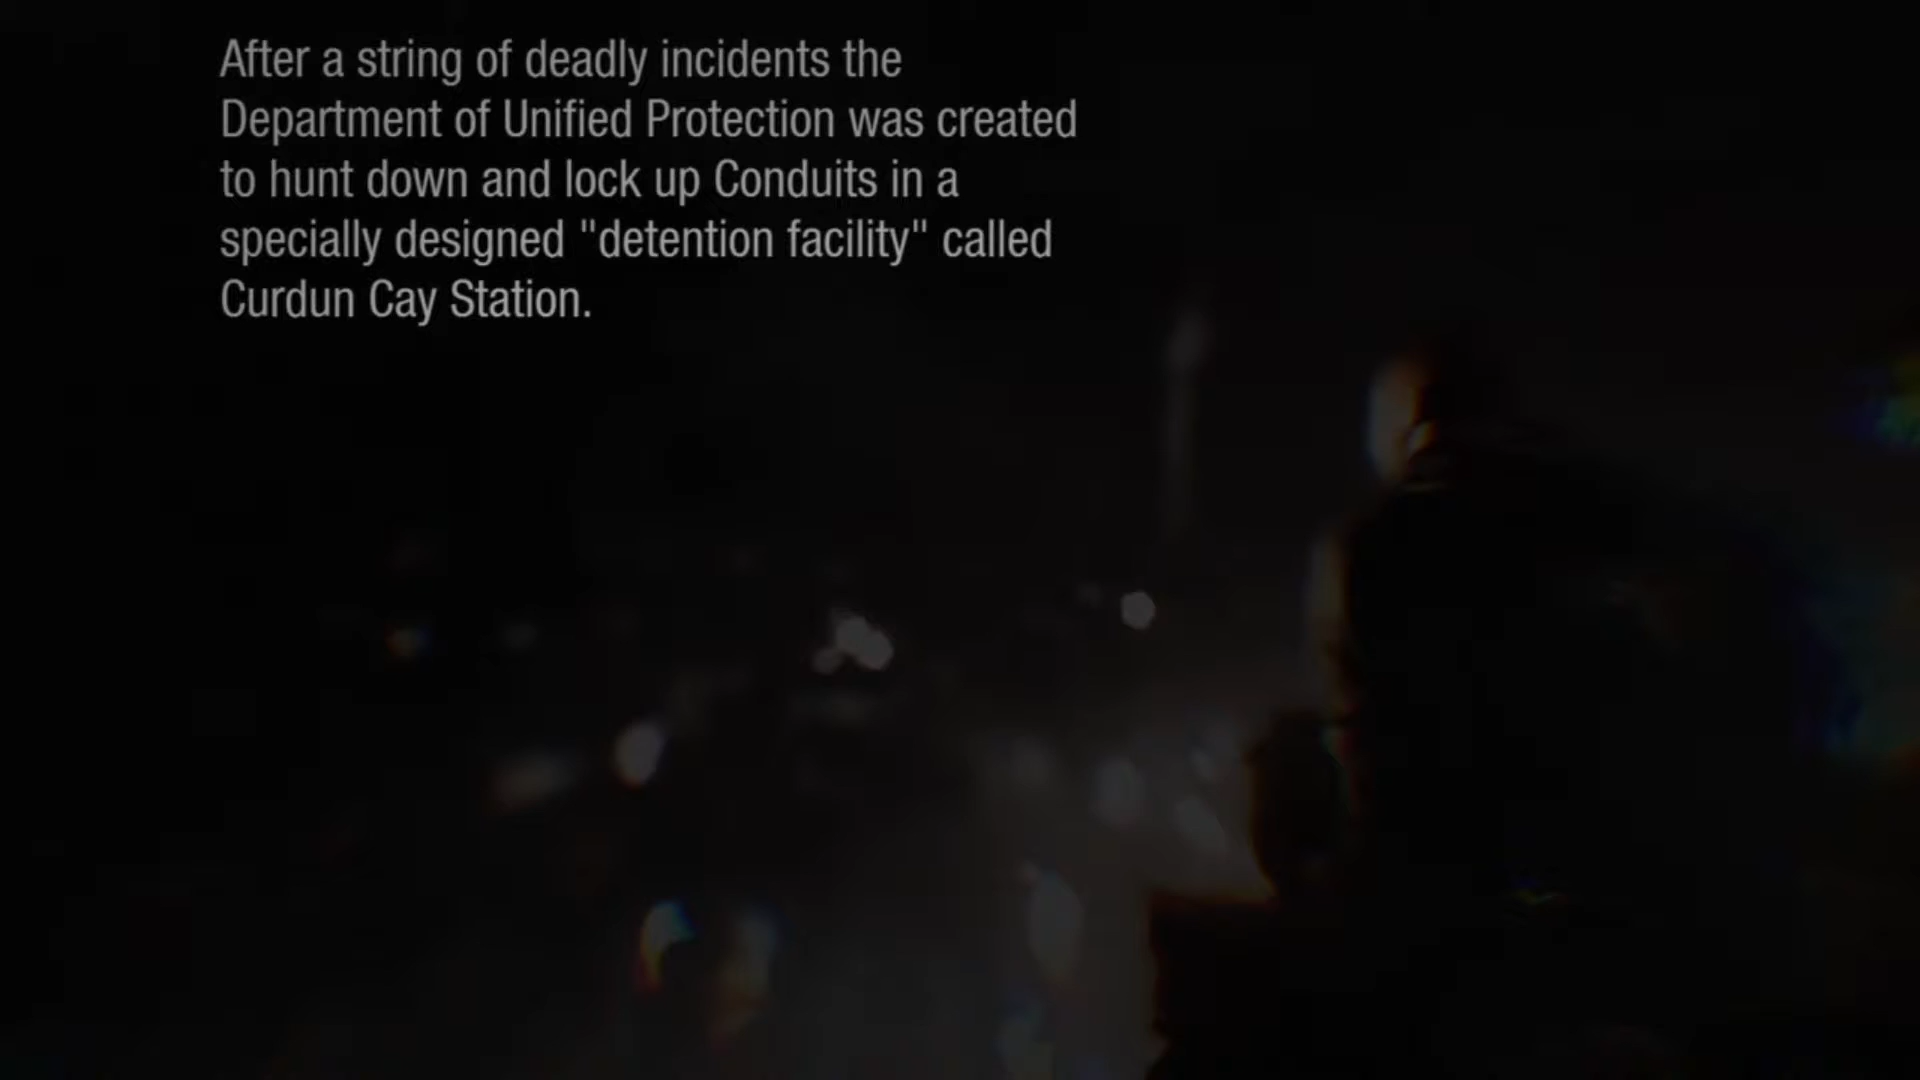 After a string of deadly incidents the
Department of Unified Protection was created
to hunt down and lock up Conduits in a
specially designed "detention facility" called
Curdun Cay Station.